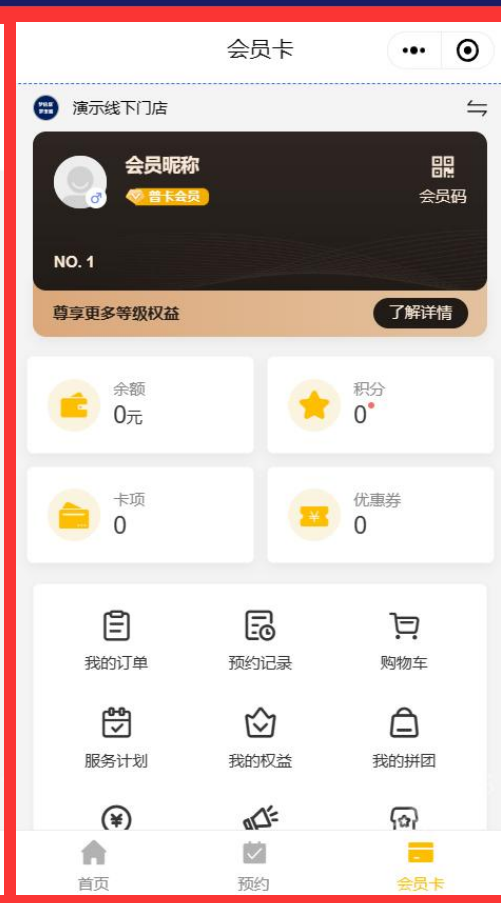 会员卡
演示线下门店
会员昵称
普卡会员
会员码
NO. 1
尊享更多等级权益
了解详情
余额
0元
积分
0
卡项
0
优惠券
0
我的订单
预约记录
购物车
服务计划
我的权益
我的拼团
首页
预约
会员卡